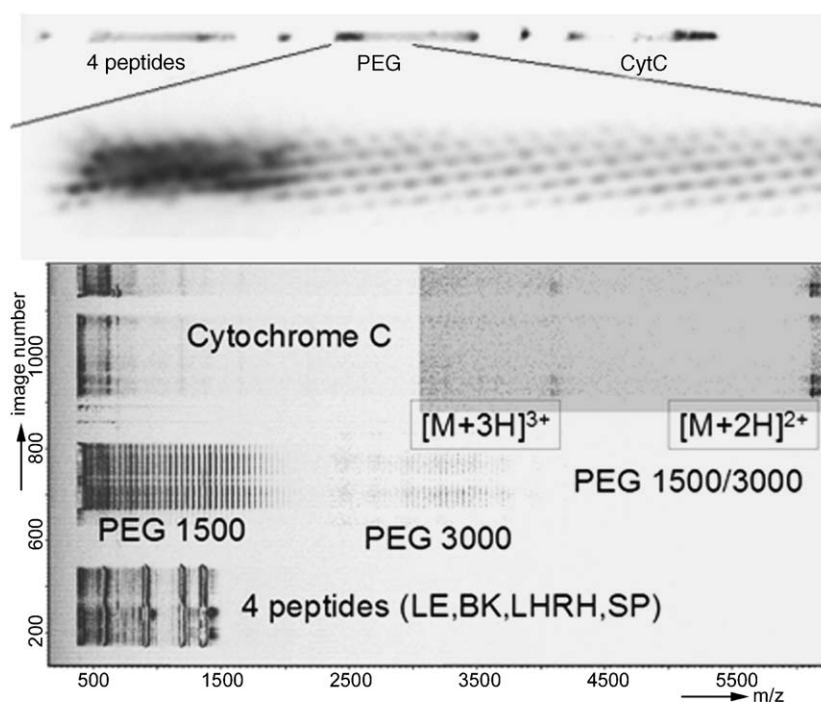 4 peptides PEG CytC
Cytochrome C
[M+3H]3+ [M+2H]2+
PEG 1500/3000
PEG 1500 PEG 3000
4 peptides (LE,BK,LHRH,SP)
image number
1000
800
600
200
500 1500 2500 3500 4500 5500
m/z